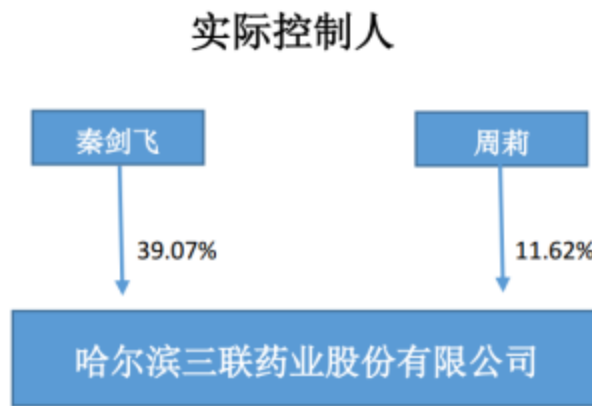 实际控制人
秦剑飞
周莉
39.07%
11.62%
哈尔滨三联药业股份有限公司